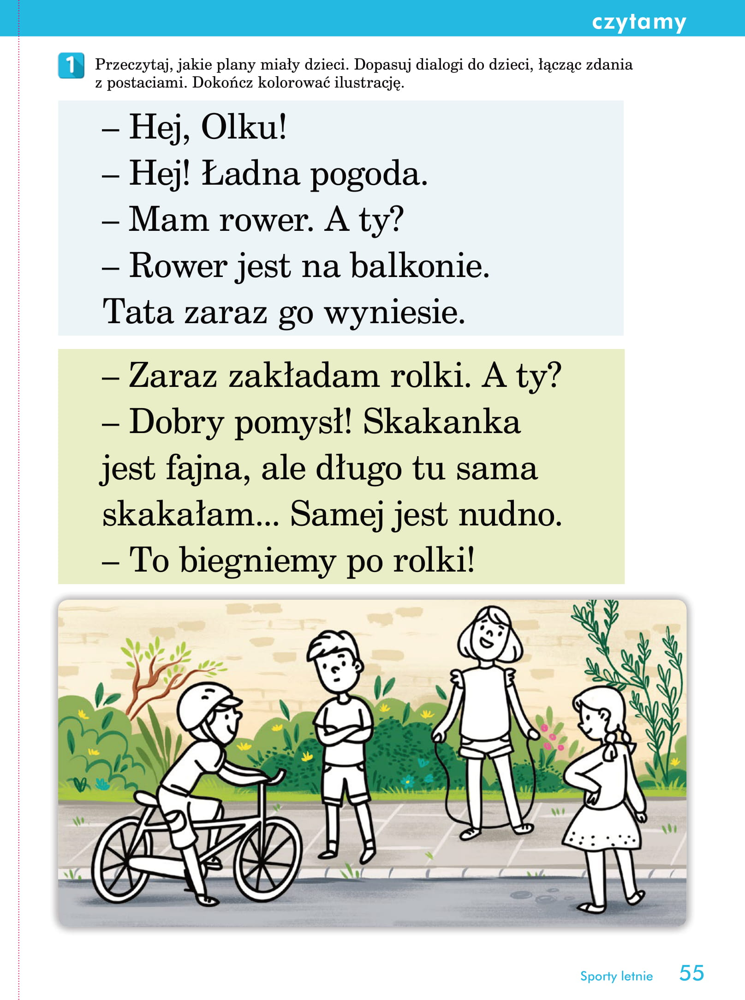 czytamy
1
Przeczytaj, jakie plany miały dzieci. Dopasuj dialogi do dzieci, łącząc zdania
z postaciami. Dokończ kolorować ilustrację.
– Hej, Olku!
– Hej! Ładna pogoda.
– Mam rower. A ty?
– Rower jest na balkonie.
Tata zaraz go wyniesie.
– Zaraz zakładam rolki. A ty?
– Dobry pomysł! Skakanka
jest fajna, ale długo tu sama
skakałam... Samej jest nudno.
– To biegniemy po rolki!
Sporty letnie 55